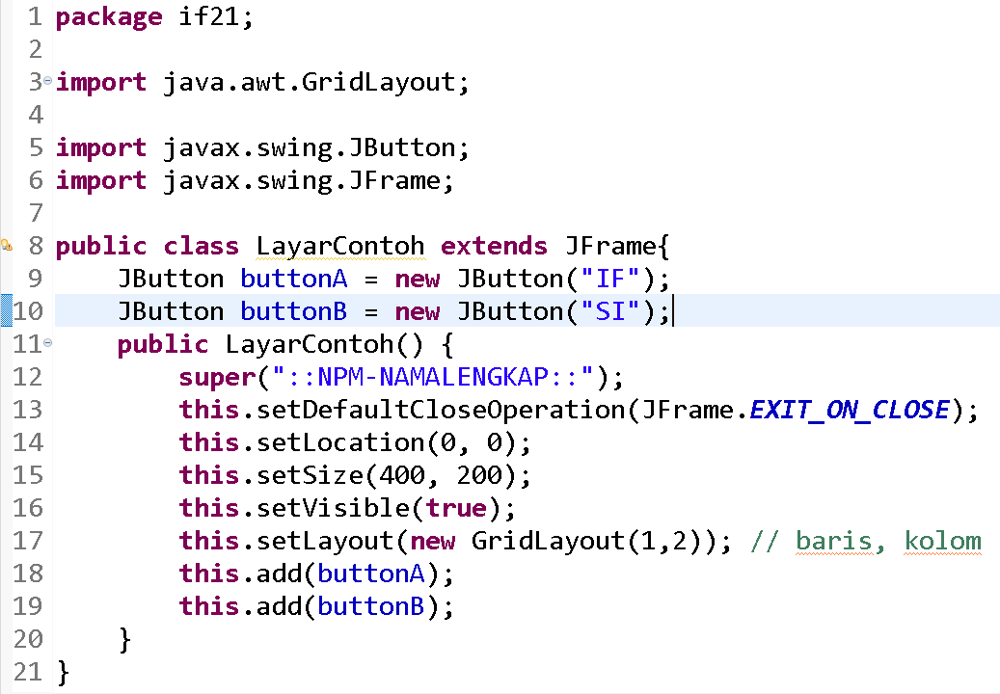 1 package if21;
2
3 import java.awt.GridLayout;
4
5 import javax.swing.JButton;
6 import javax.swing.JFrame;
7
8 public class LayarContoh extends JFrame{
9     JButton buttonA = new JButton("IF");
10     JButton buttonB = new JButton("SI");
11     public LayarContoh() {
12         super("::NPM-NAMALENGKAP::");
13         this.setDefaultCloseOperation(JFrame.EXIT_ON_CLOSE);
14         this.setLocation(0, 0);
15         this.setSize(400, 200);
16         this.setVisible(true);
17         this.setLayout(new GridLayout(1,2)); // baris, kolom
18         this.add(buttonA);
19         this.add(buttonB);
20     }
21 }